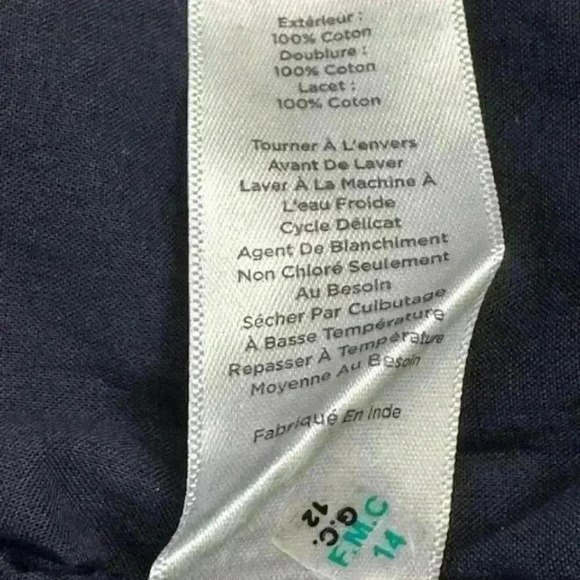 Extérieur :
100% Coton
Doublure :
100% Coton
Lacet :
100% Coton
Tourner À L'envers
Avant De Laver
Laver À La Machine À
L'eau Froide
Cycle Délicat
Agent De Blanchiment
Non Chloré Seulement
Au Besoin
Sécher Par Culbutage
À Basse Température
Repasser À Température
Moyenne Au Besoin
Fabriqué En Inde
F.M.C
14
G.C.
12